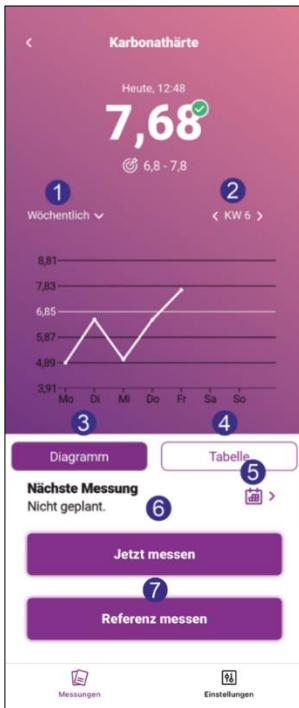 Karbonathärte
Heute, 12:48
7,68
6,8 - 7,8
1
2
Wöchentlich
KW 6
8,81
7,83
6,85
5,87
4,89
3,91
Mo Di Mi Do Fr Sa So
3
4
Diagramm
Tabelle
5
Nächste Messung
Nicht geplant.
6
Jetzt messen
7
Referenz messen
Messungen
Einstellungen